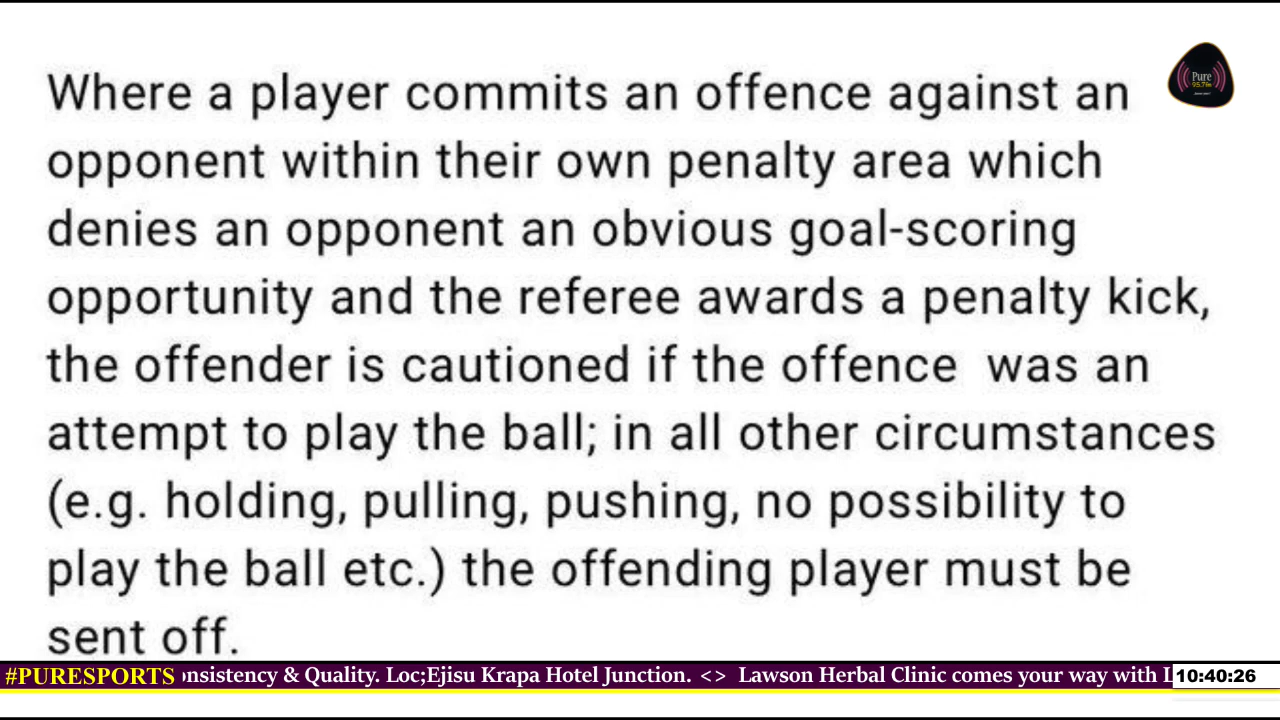 Where a player commits an offence against an
opponent within their own penalty area which
denies an opponent an obvious goal-scoring
opportunity and the referee awards a penalty kick,
the offender is cautioned if the offence was an
attempt to play the ball; in all other circumstances
(e.g. holding, pulling, pushing, no possibility to
play the ball etc.) the offending player must be
sent off.
Pure
95.7fm
#PURESPORTS nsistency & Quality. Loc;Ejisu Krapa Hotel Junction. <> Lawson Herbal Clinic comes your way with 10:40:26